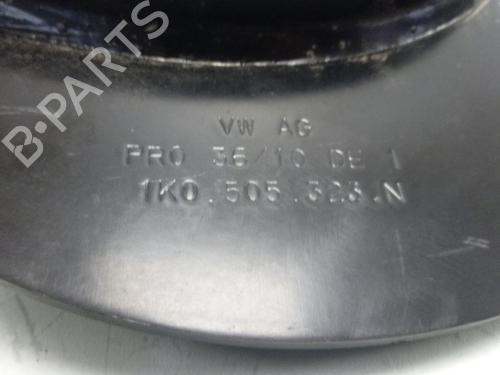 VW AG
PRO 36/10 DE 1
1K0.505.323.N
B-PARTS